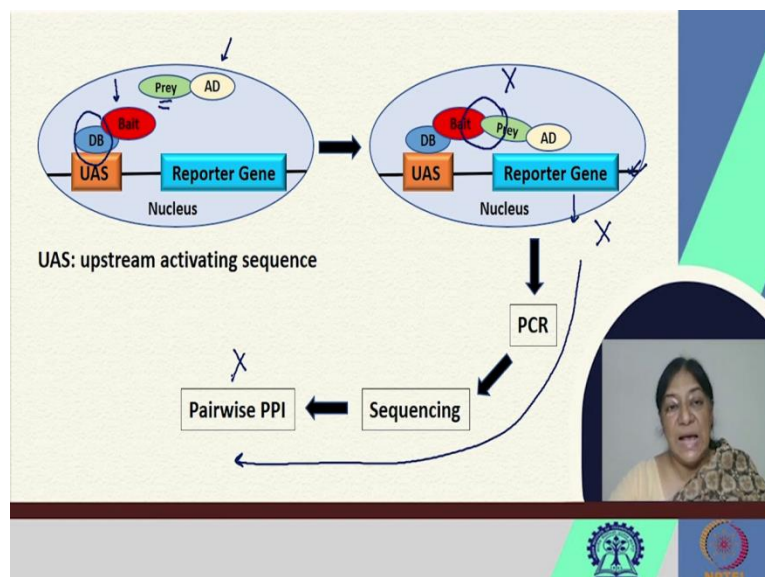 Prey
AD
DB
Bait
UAS
Reporter Gene
Nucleus
DB
Bait
Prey
AD
UAS
Reporter Gene
Nucleus
UAS: upstream activating sequence
PCR
Pairwise PPI
Sequencing
NPTEL